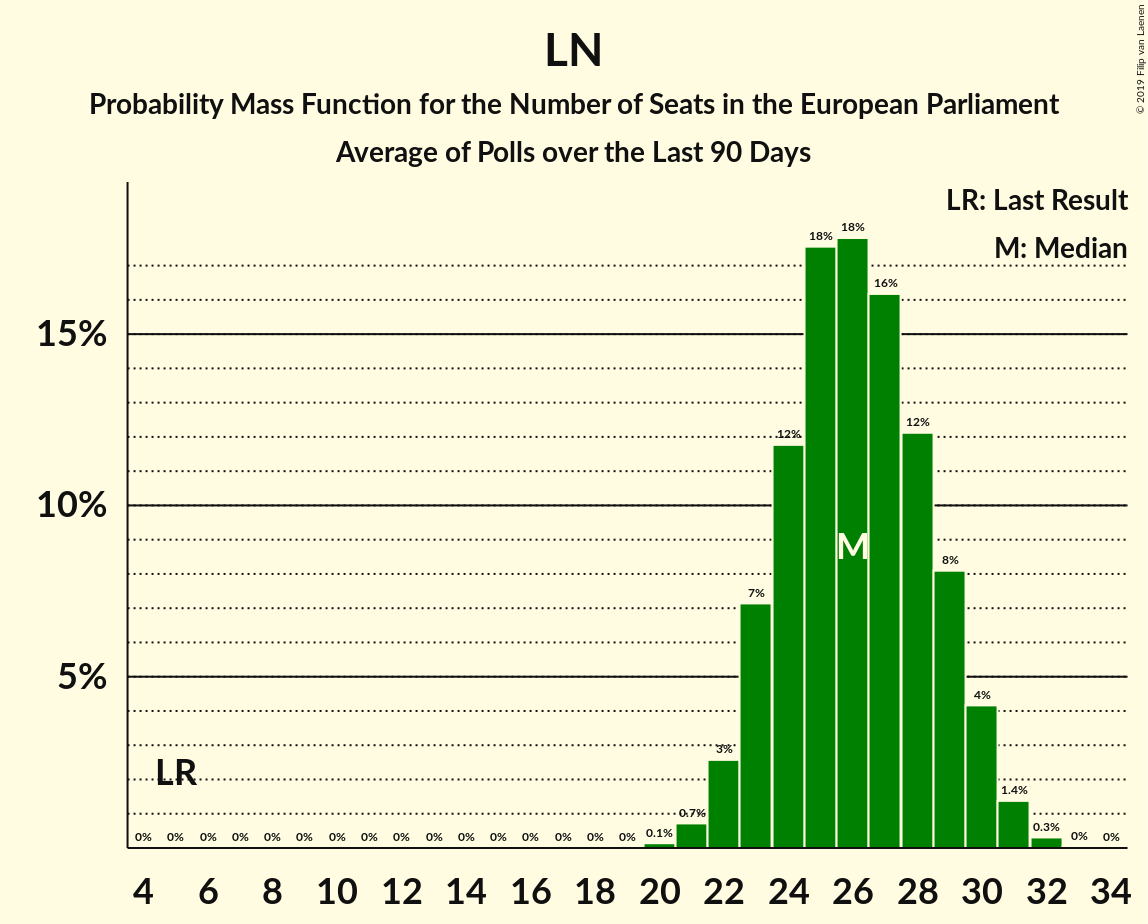 LN
Probability Mass Function for the Number of Seats in the European Parliament
Average of Polls over the Last 90 Days
© 2019 Filip van Laenen
LR: Last Result
M: Median
15%
10%
5%
0% 0% 0% 0% 0% 0% 0% 0% 0% 0% 0% 0% 0% 0% 0% 0% 0.1% 0.7% 3% 7% 12% 18% 18% 16% 12% 8% 4% 1.4% 0.3% 0% 0%
LR
M
4 6 8 10 12 14 16 18 20 22 24 26 28 30 32 34